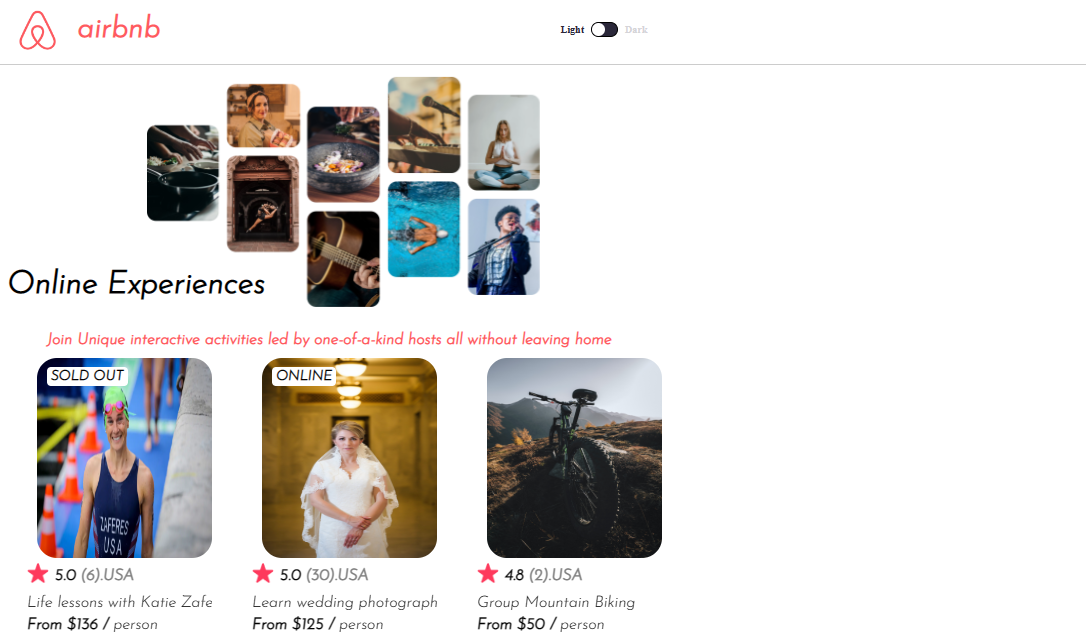 airbnb
Light Dark
Online Experiences
Join Unique interactive activities led by one-of-a-kind hosts all without leaving home
SOLD OUT
ZAFERES
USA
5.0 (6).USA
Life lessons with Katie Zafe
From $136 / person
ONLINE
5.0 (30).USA
Learn wedding photograph
From $125 / person
4.8 (2).USA
Group Mountain Biking
From $50 / person